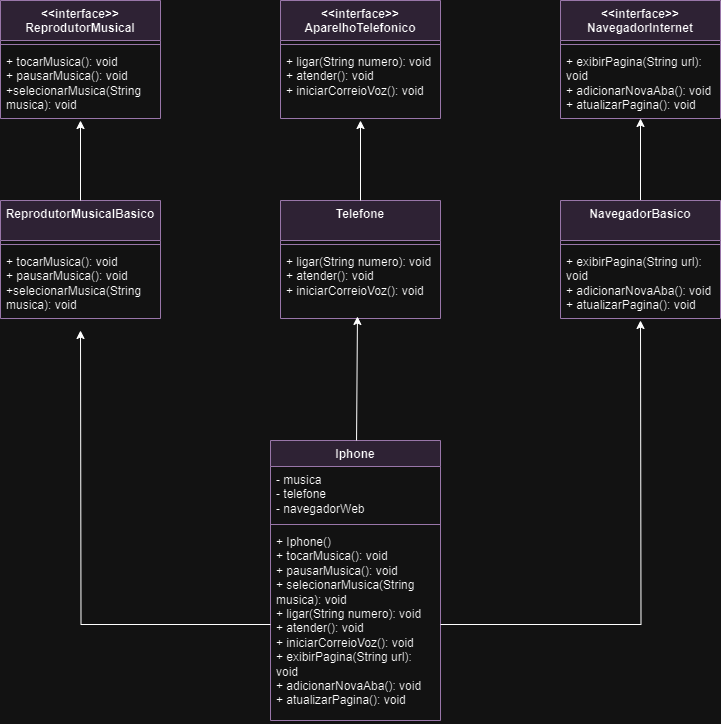 <<interface>>
ReprodutorMusical
+ tocarMusica(): void
+ pausarMusica(): void
+selecionarMusica(String
musica): void
<<interface>>
AparelhoTelefonico
+ ligar(String numero): void
+ atender(): void
+ iniciarCorreioVoz(): void
<<interface>>
NavegadorInternet
+ exibirPagina(String url):
void
+ adicionarNovaAba(): void
+ atualizarPagina(): void
ReprodutorMusicalBasico
+ tocarMusica(): void
+ pausarMusica(): void
+selecionarMusica(String
musica): void
Telefone
+ ligar(String numero): void
+ atender(): void
+ iniciarCorreioVoz(): void
NavegadorBasico
+ exibirPagina(String url):
void
+ adicionarNovaAba(): void
+ atualizarPagina(): void
Iphone
- musica
- telefone
- navegadorWeb
+ Iphone()
+ tocarMusica(): void
+ pausarMusica(): void
+ selecionarMusica(String
musica): void
+ ligar(String numero): void
+ atender(): void
+ iniciarCorreioVoz(): void
+ exibirPagina(String url):
void
+ adicionarNovaAba(): void
+ atualizarPagina(): void